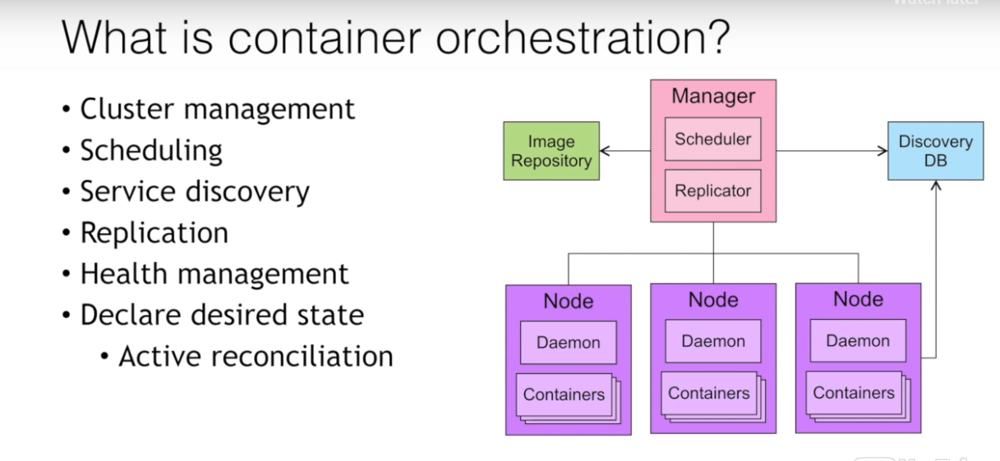 What is container orchestration?
• Cluster management
• Scheduling
• Service discovery
• Replication
• Health management
• Declare desired state
• Active reconciliation
Manager
Scheduler
Replicator
Image
Repository
Discovery
DB
Node
Daemon
Containers
Node
Daemon
Containers
Node
Daemon
Containers